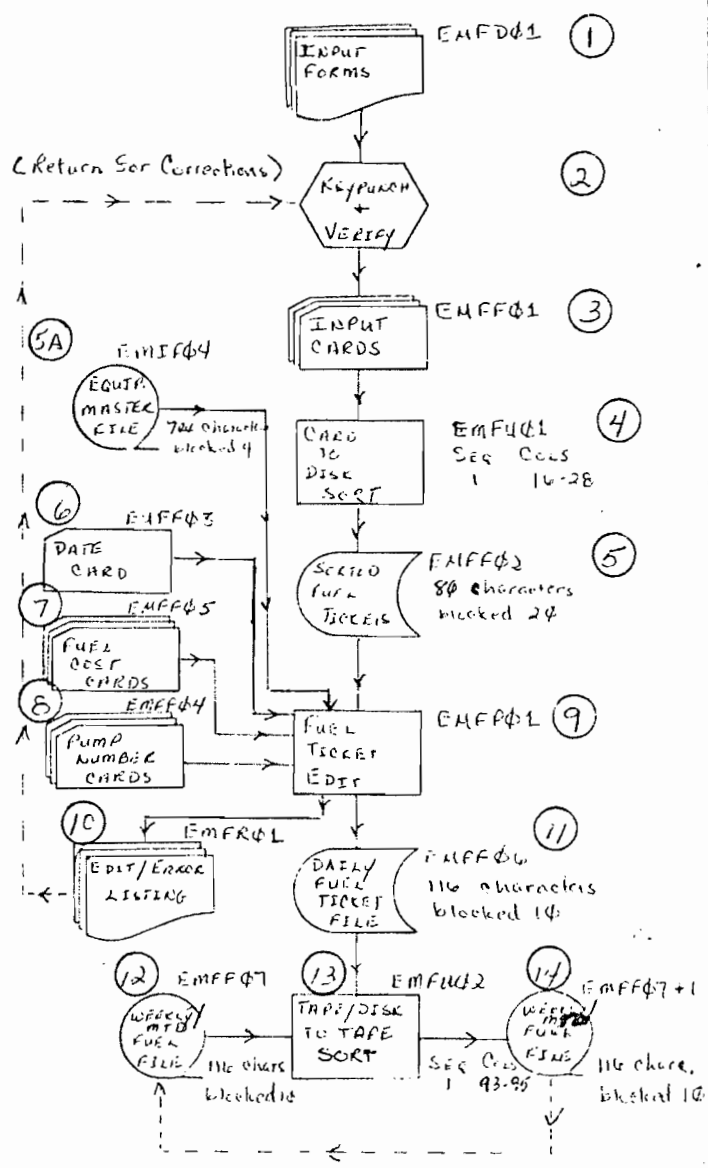 INPUT
FORMS
EMFDØ1
1
(Return for Corrections)
KEYPUNCH
+
VERIFY
2
INPUT
CARDS
EMFFØ1
3
5A
EMIFØ4
EQUIP.
MASTER
FILE
blocked 4
CARD
TO
DISK
SORT
EMFUØ1
SEQ COLS
1 16-28
4
6
EMFFØ3
DATE
CARD
SORTED
FUEL
TICKETS
EMFFØ2
8Ø characters
blocked 2Ø
5
7
EMFFØ5
FUEL
COST
CARDS
8
EMFFØ4
PUMP
NUMBER
CARDS
FUEL
TICKET
EDIT
EMFPØ1
9
10
EMFRØ1
EDIT/ERROR
LISTING
DAILY
FUEL
TICKET
FILE
11
EMFFØ6
116 characters
blocked 1Ø
12
EMFFØ7
WEEKLY/
MTD
FUEL
FILE
116 chars
blocked 1Ø
13
EMFUØ2
TAPE/DISK
TO TAPE
SORT
SEQ COLS
1 93-95
14
EMFFØ7+1
WEEKLY/
FUEL
FILE
116 chars.
blocked 1Ø